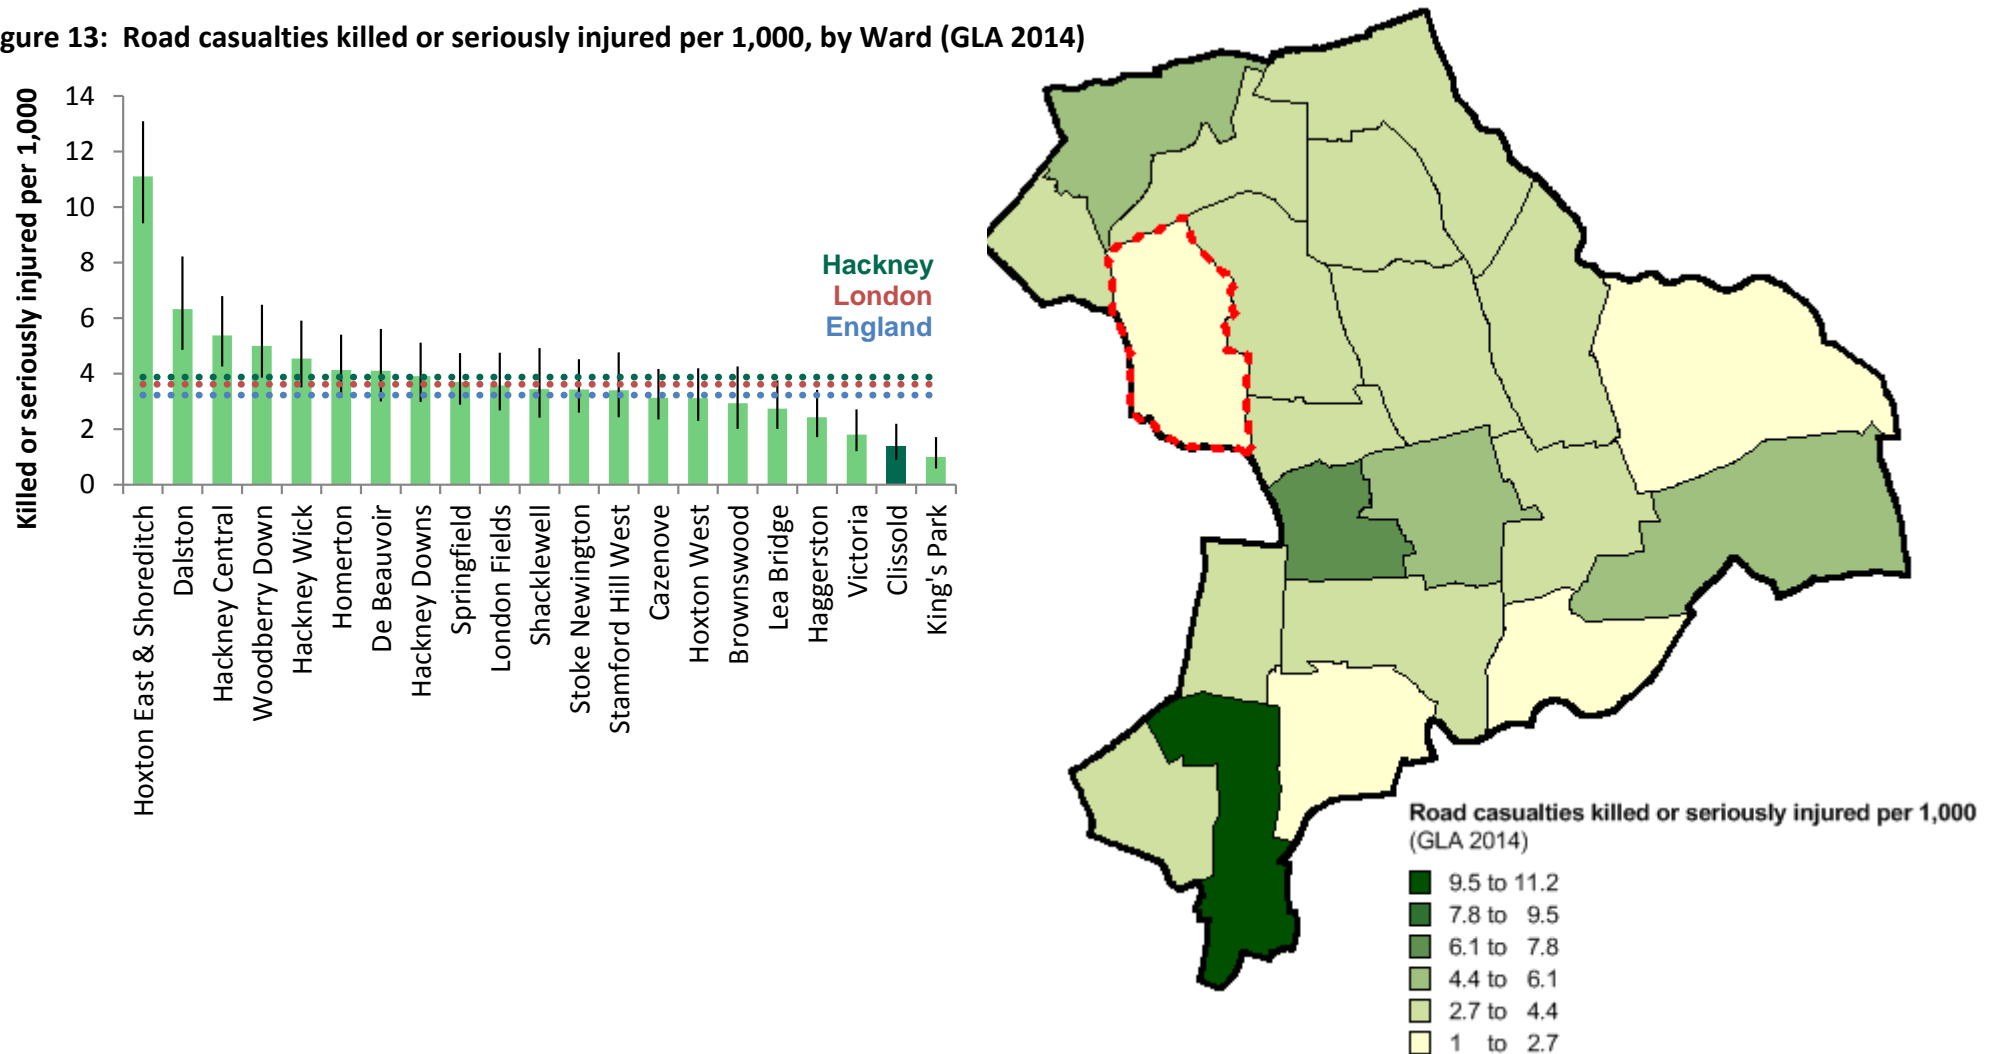 gure 13:  Road casualties killed or seriously injured per 1,000, by Ward (GLA 2014)
Killed or seriously injured per 1,000
14
12
10
8
6
4
2
0
Hackney
London
England
Hoxton East & Shoreditch
Dalston
Hackney Central
Woodberry Down
Hackney Wick
Homerton
De Beauvoir
Hackney Downs
Springfield
London Fields
Shacklewell
Stoke Newington
Stamford Hill West
Cazenove
Hoxton West
Brownswood
Lea Bridge
Haggerston
Victoria
Clissold
King's Park
Road casualties killed or seriously injured per 1,000
(GLA 2014)
9.5 to 11.2
7.8 to 9.5
6.1 to 7.8
4.4 to 6.1
2.7 to 4.4
1 to 2.7